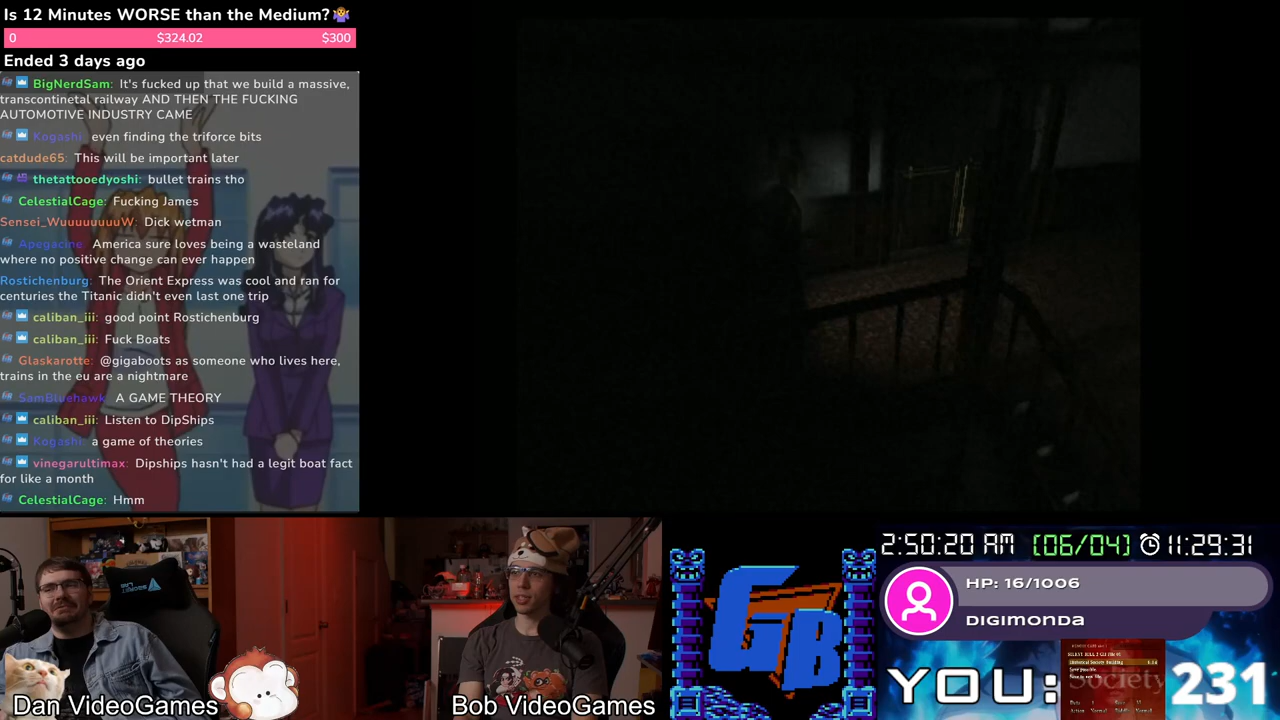 Is 12 Minutes WORSE than the Medium?🤷‍♀️
0 $324.02 $300
Ended 3 days ago
BigNerdSam: It's fucked up that we build a massive,
transcontinetal railway AND THEN THE FUCKING
AUTOMOTIVE INDUSTRY CAME
Kogashi: even finding the triforce bits
catdude65: This will be important later
thetattooedyoshi: bullet trains tho
CelestialCage: Fucking James
Sensei_WuuuuuuuuW: Dick wetman
Apegacine: America sure loves being a wasteland
where no positive change can ever happen
Rostichenburg: The Orient Express was cool and ran for
centuries the Titanic didn't even last one trip
caliban_iii: good point Rostichenburg
caliban_iii: Fuck Boats
Glaskarotte: @gigaboots as someone who lives here,
trains in the eu are a nightmare
SamBluehawk: A GAME THEORY
caliban_iii: Listen to DipShips
Kogashi: a game of theories
vinegarultimax: Dipships hasn't had a legit boat fact
for like a month
CelestialCage: Hmm
Dan VideoGames
Bob VideoGames
GB
2:50:20 AM [06/04] 11:29:31
HP: 16/1006
DIGIMONDA
YOU:
Society
231